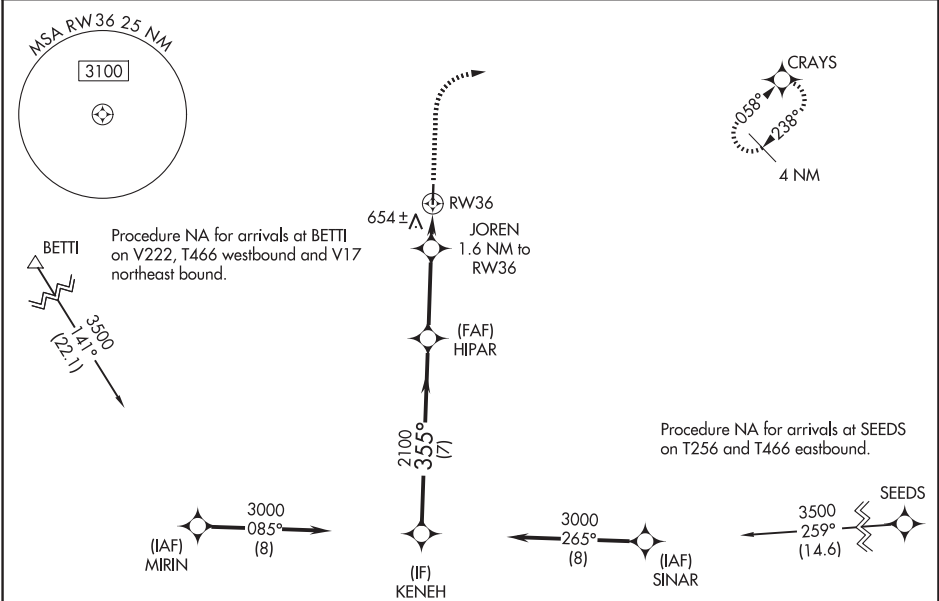 MSA RW36 25 NM
3100
CRAYS
058°
238°
4 NM
RW36
654 ±
JOREN
1.6 NM to
RW36
BETTI
Procedure NA for arrivals at BETTI
on V222, T466 westbound and V17
northeast bound.
3500
141°
(22.1)
(FAF)
HIPAR
2100
355°
(7)
Procedure NA for arrivals at SEEDS
on T256 and T466 eastbound.
SEEDS
3500
259°
(14.6)
3000
085°
(8)
(IAF)
MIRIN
3000
265°
(8)
(IAF)
SINAR
(IF)
KENEH